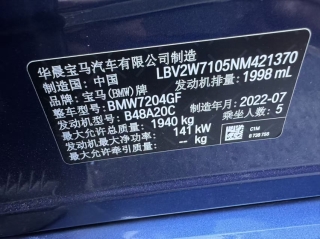 华晨宝马汽车有限公司制造
LBV2W7105NM421370
制造国: 中国
发动机排量: 1998 mL
品牌: 宝马(BMW)牌
整车型号: BMW7204GF
制造年月: 2022-07
发动机型号: B48A20C
乘坐人数: 5
最大允许总质量: 1940 kg
发动机最大净功率: 141 kW
最大允许牵引质量: -- kg
C1M